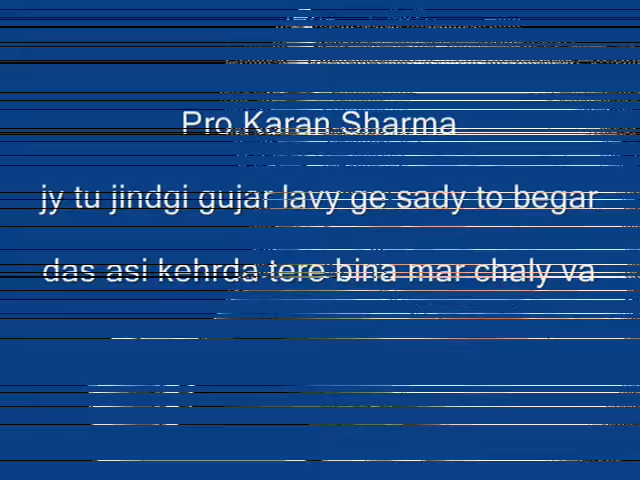 Pro Karan Sharma
jy tu jindgi gujar lavy ge sady to begar
das asi kehrda tere bina mar chaly va